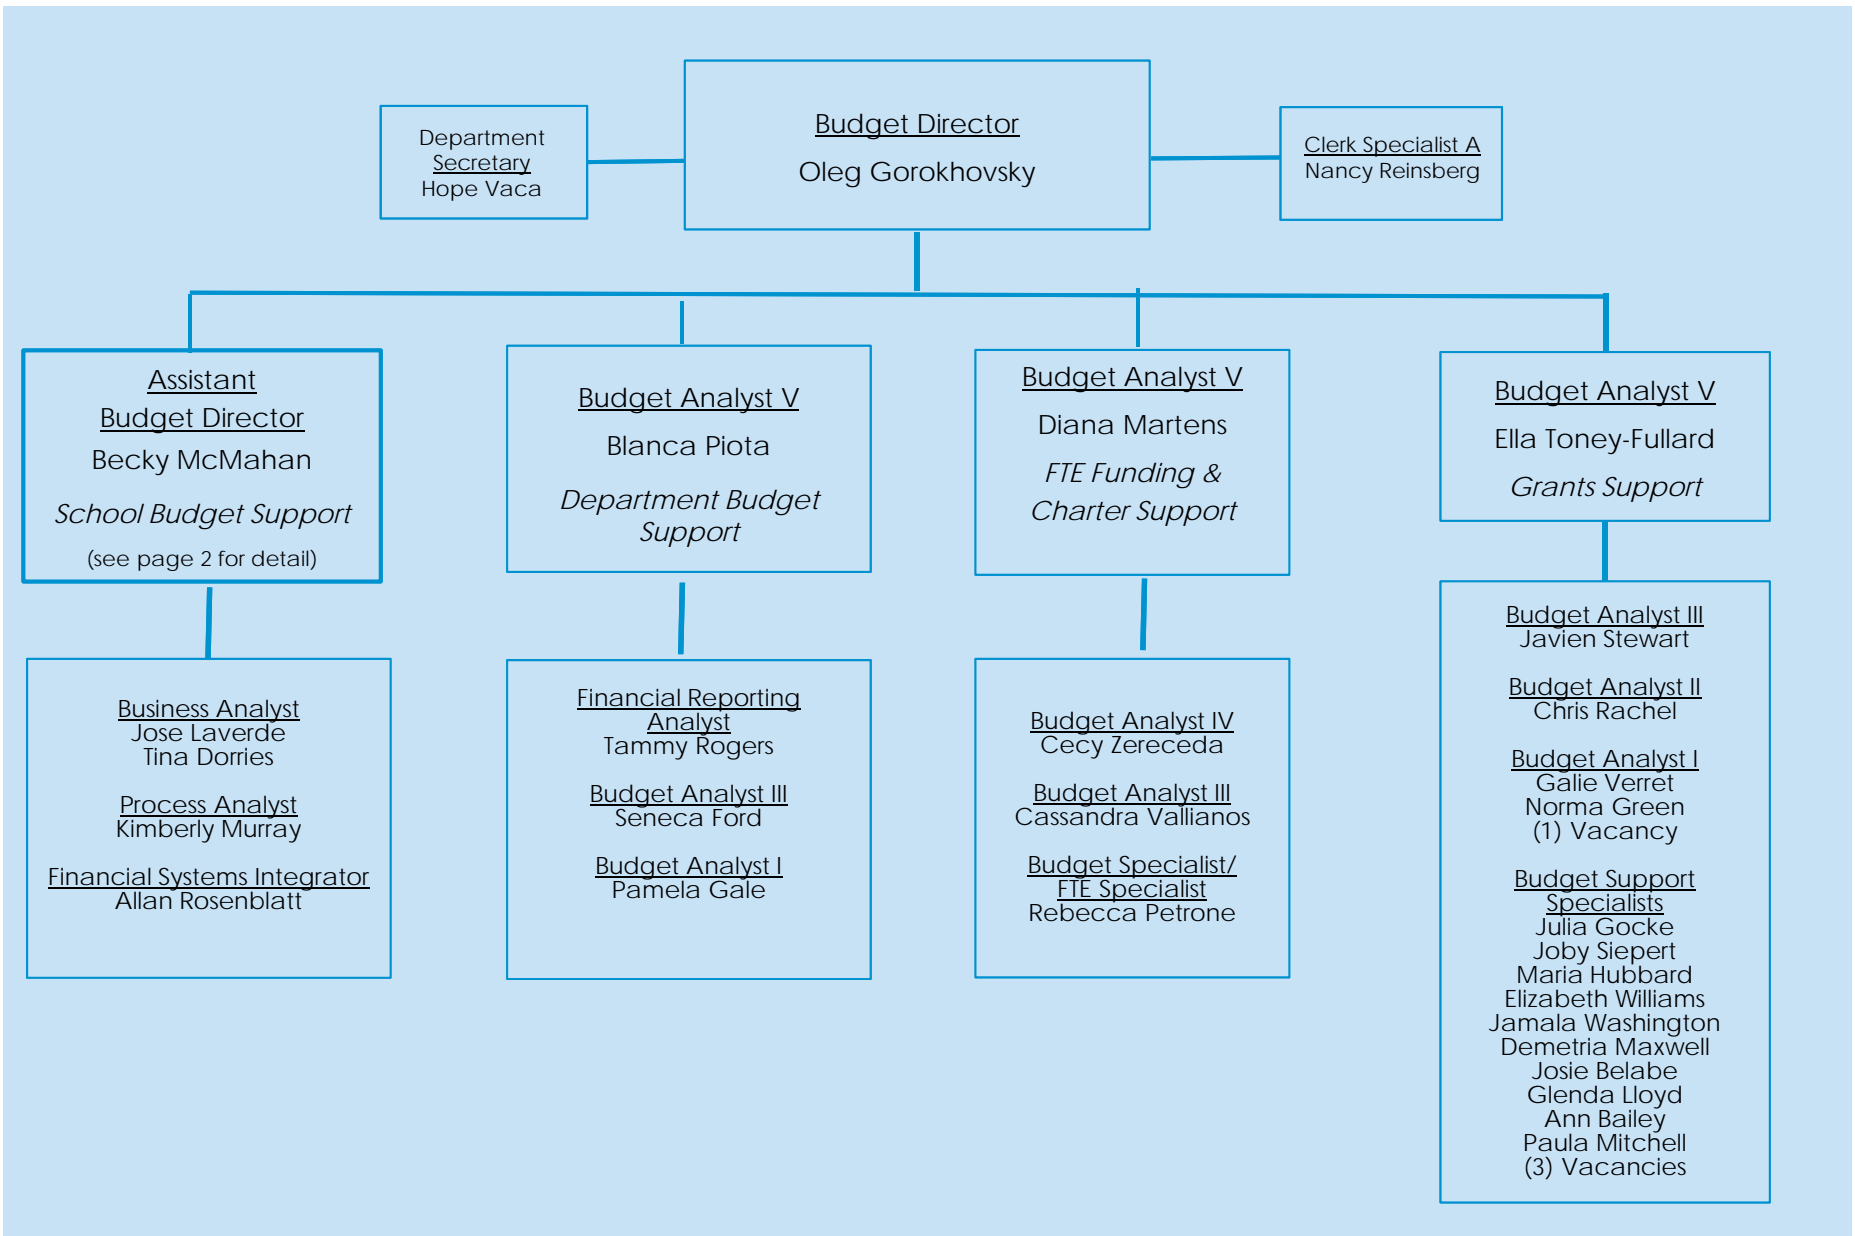 Department
Secretary
Hope Vaca
Budget Director
Oleg Gorokhovsky
Clerk Specialist A
Nancy Reinsberg
Assistant
Budget Director
Becky McMahan
School Budget Support
(see page 2 for detail)
Budget Analyst V
Blanca Piota
Department Budget
Support
Budget Analyst V
Diana Martens
FTE Funding &
Charter Support
Budget Analyst V
Ella Toney-Fullard
Grants Support
Business Analyst
Jose Laverde
Tina Dorries
Process Analyst
Kimberly Murray
Financial Systems Integrator
Allan Rosenblatt
Financial Reporting
Analyst
Tammy Rogers
Budget Analyst III
Seneca Ford
Budget Analyst I
Pamela Gale
Budget Analyst IV
Cecy Zereceda
Budget Analyst III
Cassandra Vallianos
Budget Specialist/
FTE Specialist
Rebecca Petrone
Budget Analyst III
Javien Stewart
Budget Analyst II
Chris Rachel
Budget Analyst I
Galie Verret
Norma Green
(1) Vacancy
Budget Support
Specialists
Julia Gocke
Joby Siepert
Maria Hubbard
Elizabeth Williams
Jamala Washington
Demetria Maxwell
Josie Belabe
Glenda Lloyd
Ann Bailey
Paula Mitchell
(3) Vacancies